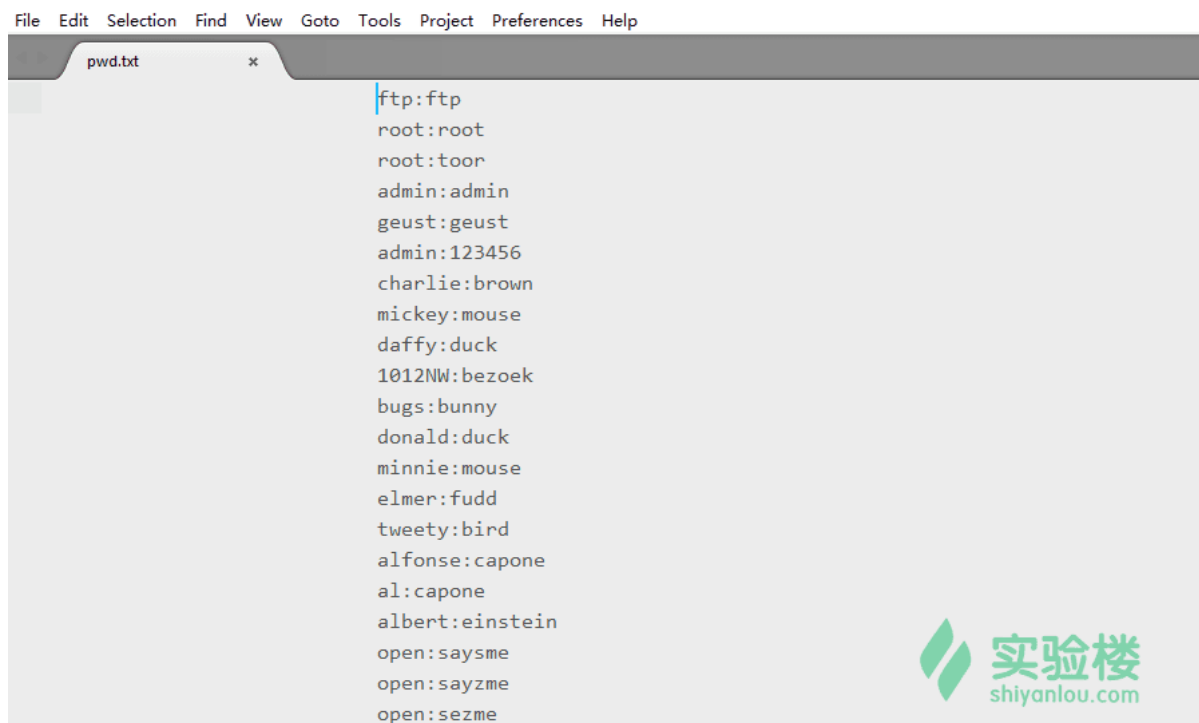 File Edit Selection Find View Goto Tools Project Preferences Help
pwd.txt
ftp:ftp
root:root
root:toor
admin:admin
geust:geust
admin:123456
charlie:brown
mickey:mouse
daffy:duck
1012NW:bezoek
bugs:bunny
donald:duck
minnie:mouse
elmer:fudd
tweety:bird
alfonse:capone
al:capone
albert:einstein
open:saysme
open:sayzme
open:sezme
实验楼
shiyanlou.com